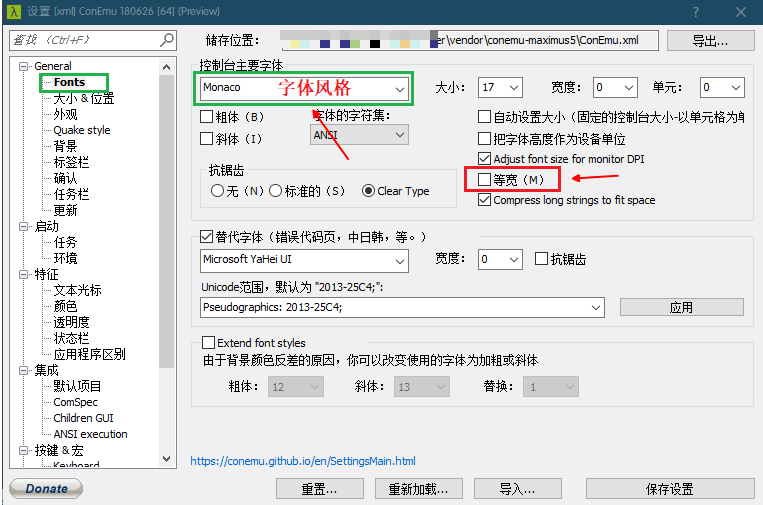 设置 [xml] ConEmu 180626 [64] {Preview}
查找 (Ctrl+F)
储存位置:
er\vendor\conemu-maximus5\ConEmu.xml
导出...
General
Fonts
大小 & 位置
外观
Quake style
背景
标签栏
确认
任务栏
更新
启动
任务
环境
特征
文本光标
颜色
透明度
状态栏
应用程序区别
集成
默认项目
ComSpec
Children GUI
ANSI execution
按键 & 宏
Keyboard
控制台主要字体
Monaco
字体风格
大小: 17
宽度: 0
单元: 0
粗体 (B)
字体的字符集:
斜体 (I)
ANSI
自动设置大小 (固定的控制台大小-以单元格为单
把字体高度作为设备单位
Adjust font size for monitor DPI
等宽 (M)
Compress long strings to fit space
抗锯齿
无 (N)
标准的 (S)
Clear Type
替代字体 (错误代码页, 中日韩, 等。)
Microsoft YaHei UI
宽度: 0
抗锯齿
Unicode范围, 默认为 "2013-25C4;":
Pseudographics: 2013-25C4;
应用
Extend font styles
由于背景颜色反差的原因, 你可以改变使用的字体为加粗或斜体
粗体: 12
斜体: 13
替换: 1
https://conemu.github.io/en/SettingsMain.html
Donate
重置...
重新加载...
导入...
保存设置